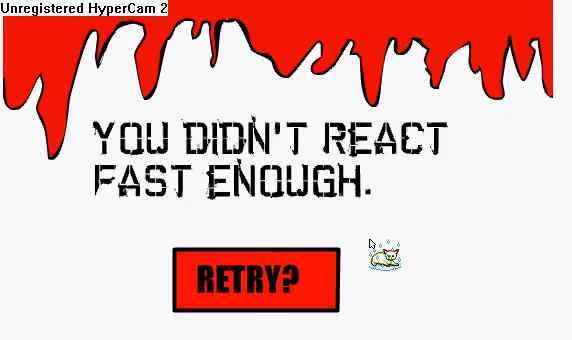 Unregistered HyperCam 2
YOU DIDN'T REACT
FAST ENOUGH.
RETRY?